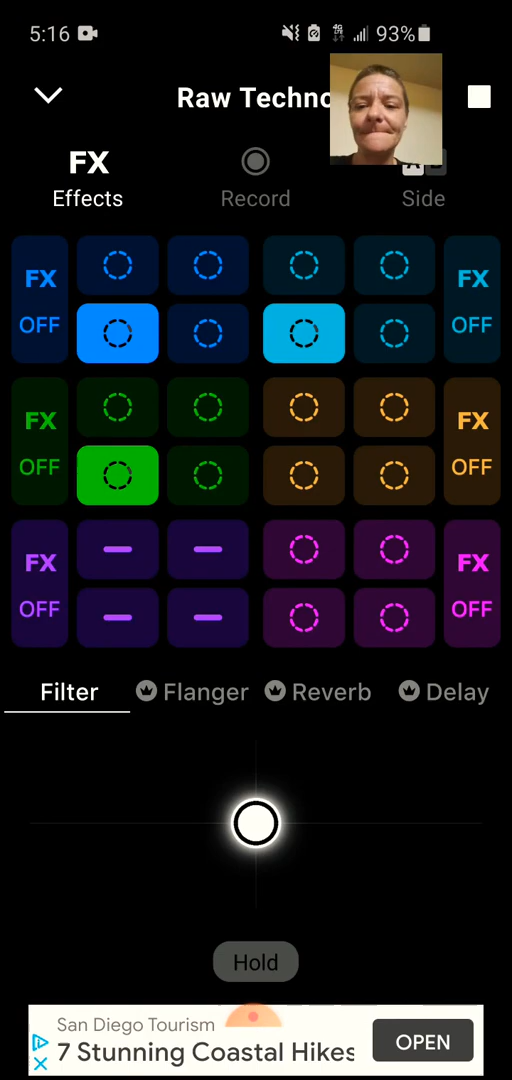 5:16
93%
Raw Techno
FX
Effects
Record
Side
FX
OFF
FX
OFF
FX
OFF
FX
OFF
FX
OFF
FX
OFF
Filter
Flanger
Reverb
Delay
Hold
San Diego Tourism
7 Stunning Coastal Hikes
OPEN